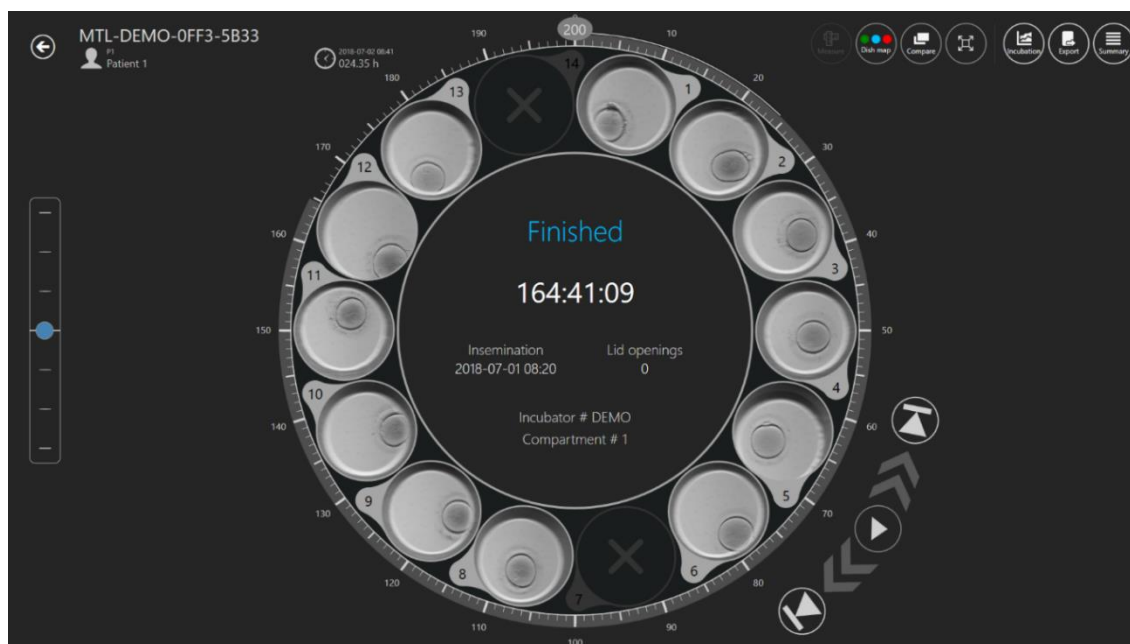 MTL-DEMO-0FF3-5B33
P1
Patient 1
2018-07-02 08:41
024.35 h
Measure
Dish map
Compare
Incubation
Export
Summary
200
10
20
30
40
50
60
70
80
90
100
110
120
130
140
150
160
170
180
190
1
2
3
4
5
6
7
8
9
10
11
12
13
14
Finished
164:41:09
Insemination Lid openings
2018-07-01 08:20 0
Incubator # DEMO
Compartment # 1